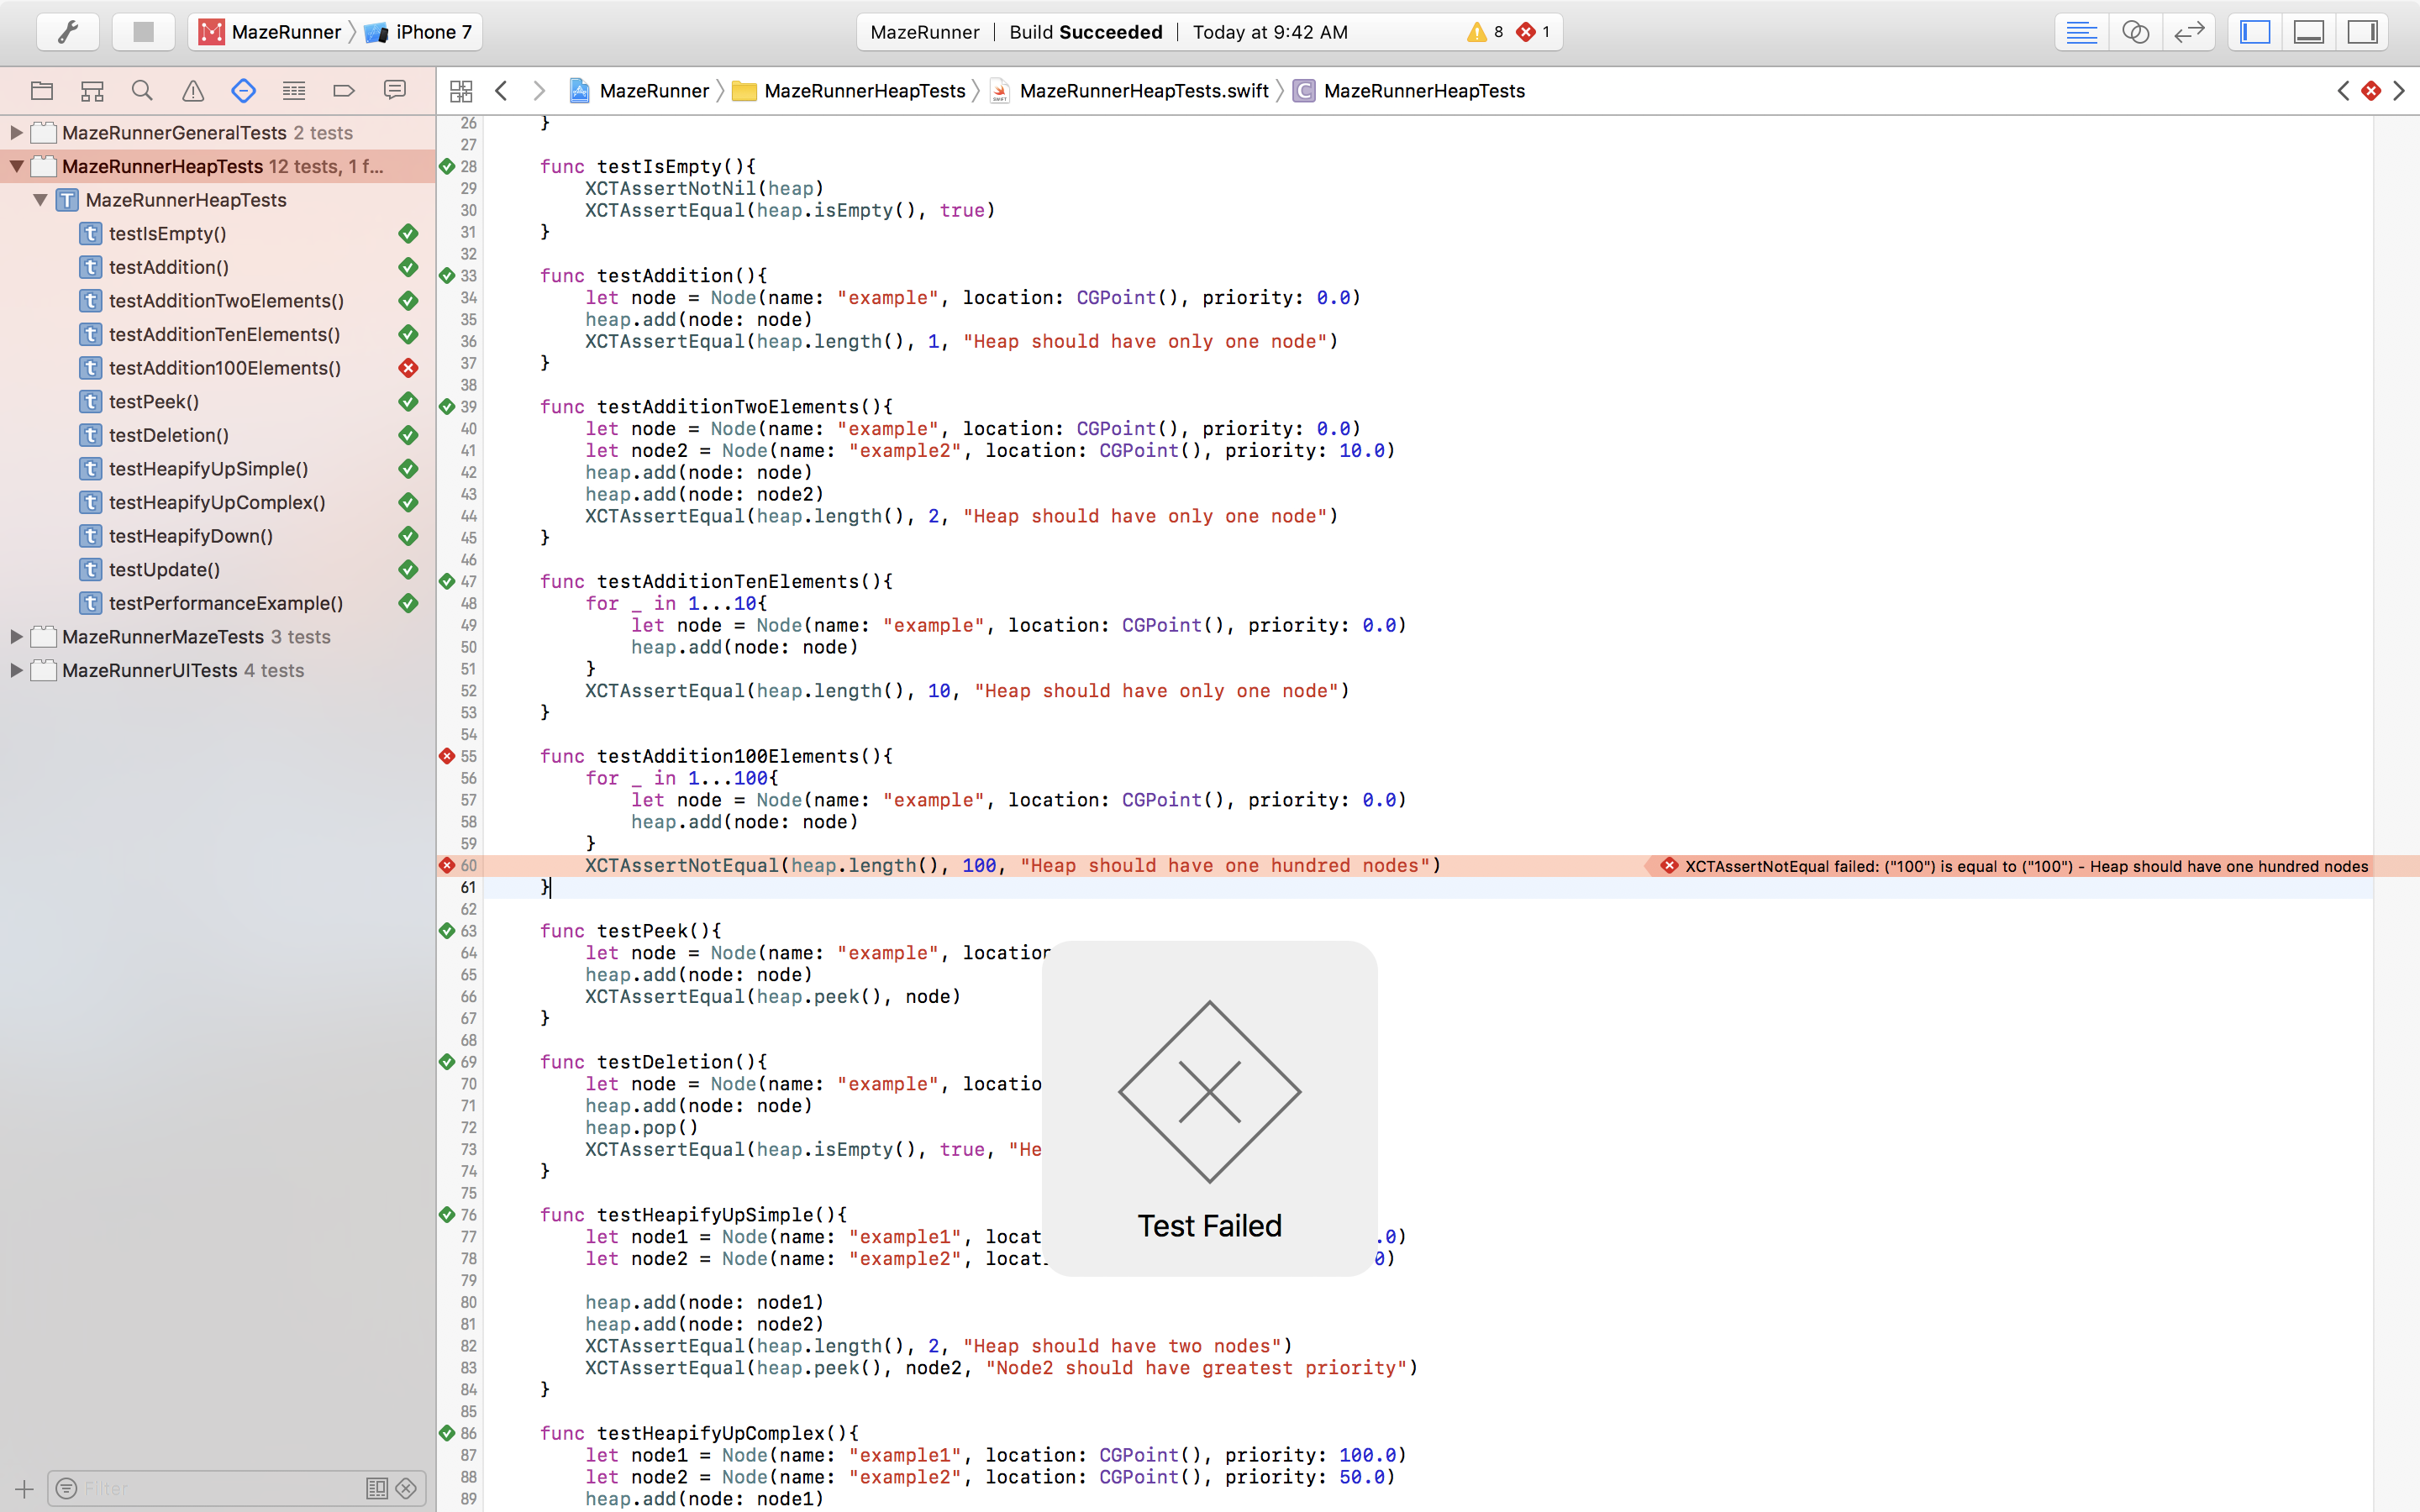 MazeRunner iPhone 7
MazeRunner Build Succeeded Today at 9:42 AM 8 1
MazeRunner MazeRunnerHeapTests MazeRunnerHeapTests.swift C MazeRunnerHeapTests
MazeRunnerGeneralTests 2 tests
MazeRunnerHeapTests 12 tests, 1 f...
T MazeRunnerHeapTests
t testIsEmpty()
t testAddition()
t testAdditionTwoElements()
t testAdditionTenElements()
t testAddition100Elements()
t testPeek()
t testDeletion()
t testHeapifyUpSimple()
t testHeapifyUpComplex()
t testHeapifyDown()
t testUpdate()
t testPerformanceExample()
MazeRunnerMazeTests 3 tests
MazeRunnerUITests 4 tests
Filter
26 }
27
28 func testIsEmpty(){
29 XCTAssertNotNil(heap)
30 XCTAssertEqual(heap.isEmpty(), true)
31 }
32
33 func testAddition(){
34 let node = Node(name: "example", location: CGPoint(), priority: 0.0)
35 heap.add(node: node)
36 XCTAssertEqual(heap.length(), 1, "Heap should have only one node")
37 }
38
39 func testAdditionTwoElements(){
40 let node = Node(name: "example", location: CGPoint(), priority: 0.0)
41 let node2 = Node(name: "example2", location: CGPoint(), priority: 10.0)
42 heap.add(node: node)
43 heap.add(node: node2)
44 XCTAssertEqual(heap.length(), 2, "Heap should have only one node")
45 }
46
47 func testAdditionTenElements(){
48 for _ in 1...10{
49 let node = Node(name: "example", location: CGPoint(), priority: 0.0)
50 heap.add(node: node)
51 }
52 XCTAssertEqual(heap.length(), 10, "Heap should have only one node")
53 }
54
55 func testAddition100Elements(){
56 for _ in 1...100{
57 let node = Node(name: "example", location: CGPoint(), priority: 0.0)
58 heap.add(node: node)
59 }
60 XCTAssertNotEqual(heap.length(), 100, "Heap should have one hundred nodes") XCTAssertNotEqual failed: ("100") is equal to ("100") - Heap should have one hundred nodes
61 }
62
63 func testPeek(){
64 let node = Node(name: "example", location
65 heap.add(node: node)
66 XCTAssertEqual(heap.peek(), node)
67 }
68
69 func testDeletion(){
70 let node = Node(name: "example", locatio
71 heap.add(node: node)
72 heap.pop()
73 XCTAssertEqual(heap.isEmpty(), true, "He
74 }
75
76 func testHeapifyUpSimple(){
77 let node1 = Node(name: "example1", locat .0)
78 let node2 = Node(name: "example2", locat 0)
79
80 heap.add(node: node1)
81 heap.add(node: node2)
82 XCTAssertEqual(heap.length(), 2, "Heap should have two nodes")
83 XCTAssertEqual(heap.peek(), node2, "Node2 should have greatest priority")
84 }
85
86 func testHeapifyUpComplex(){
87 let node1 = Node(name: "example1", location: CGPoint(), priority: 100.0)
88 let node2 = Node(name: "example2", location: CGPoint(), priority: 50.0)
89 heap.add(node: node1)
Test Failed